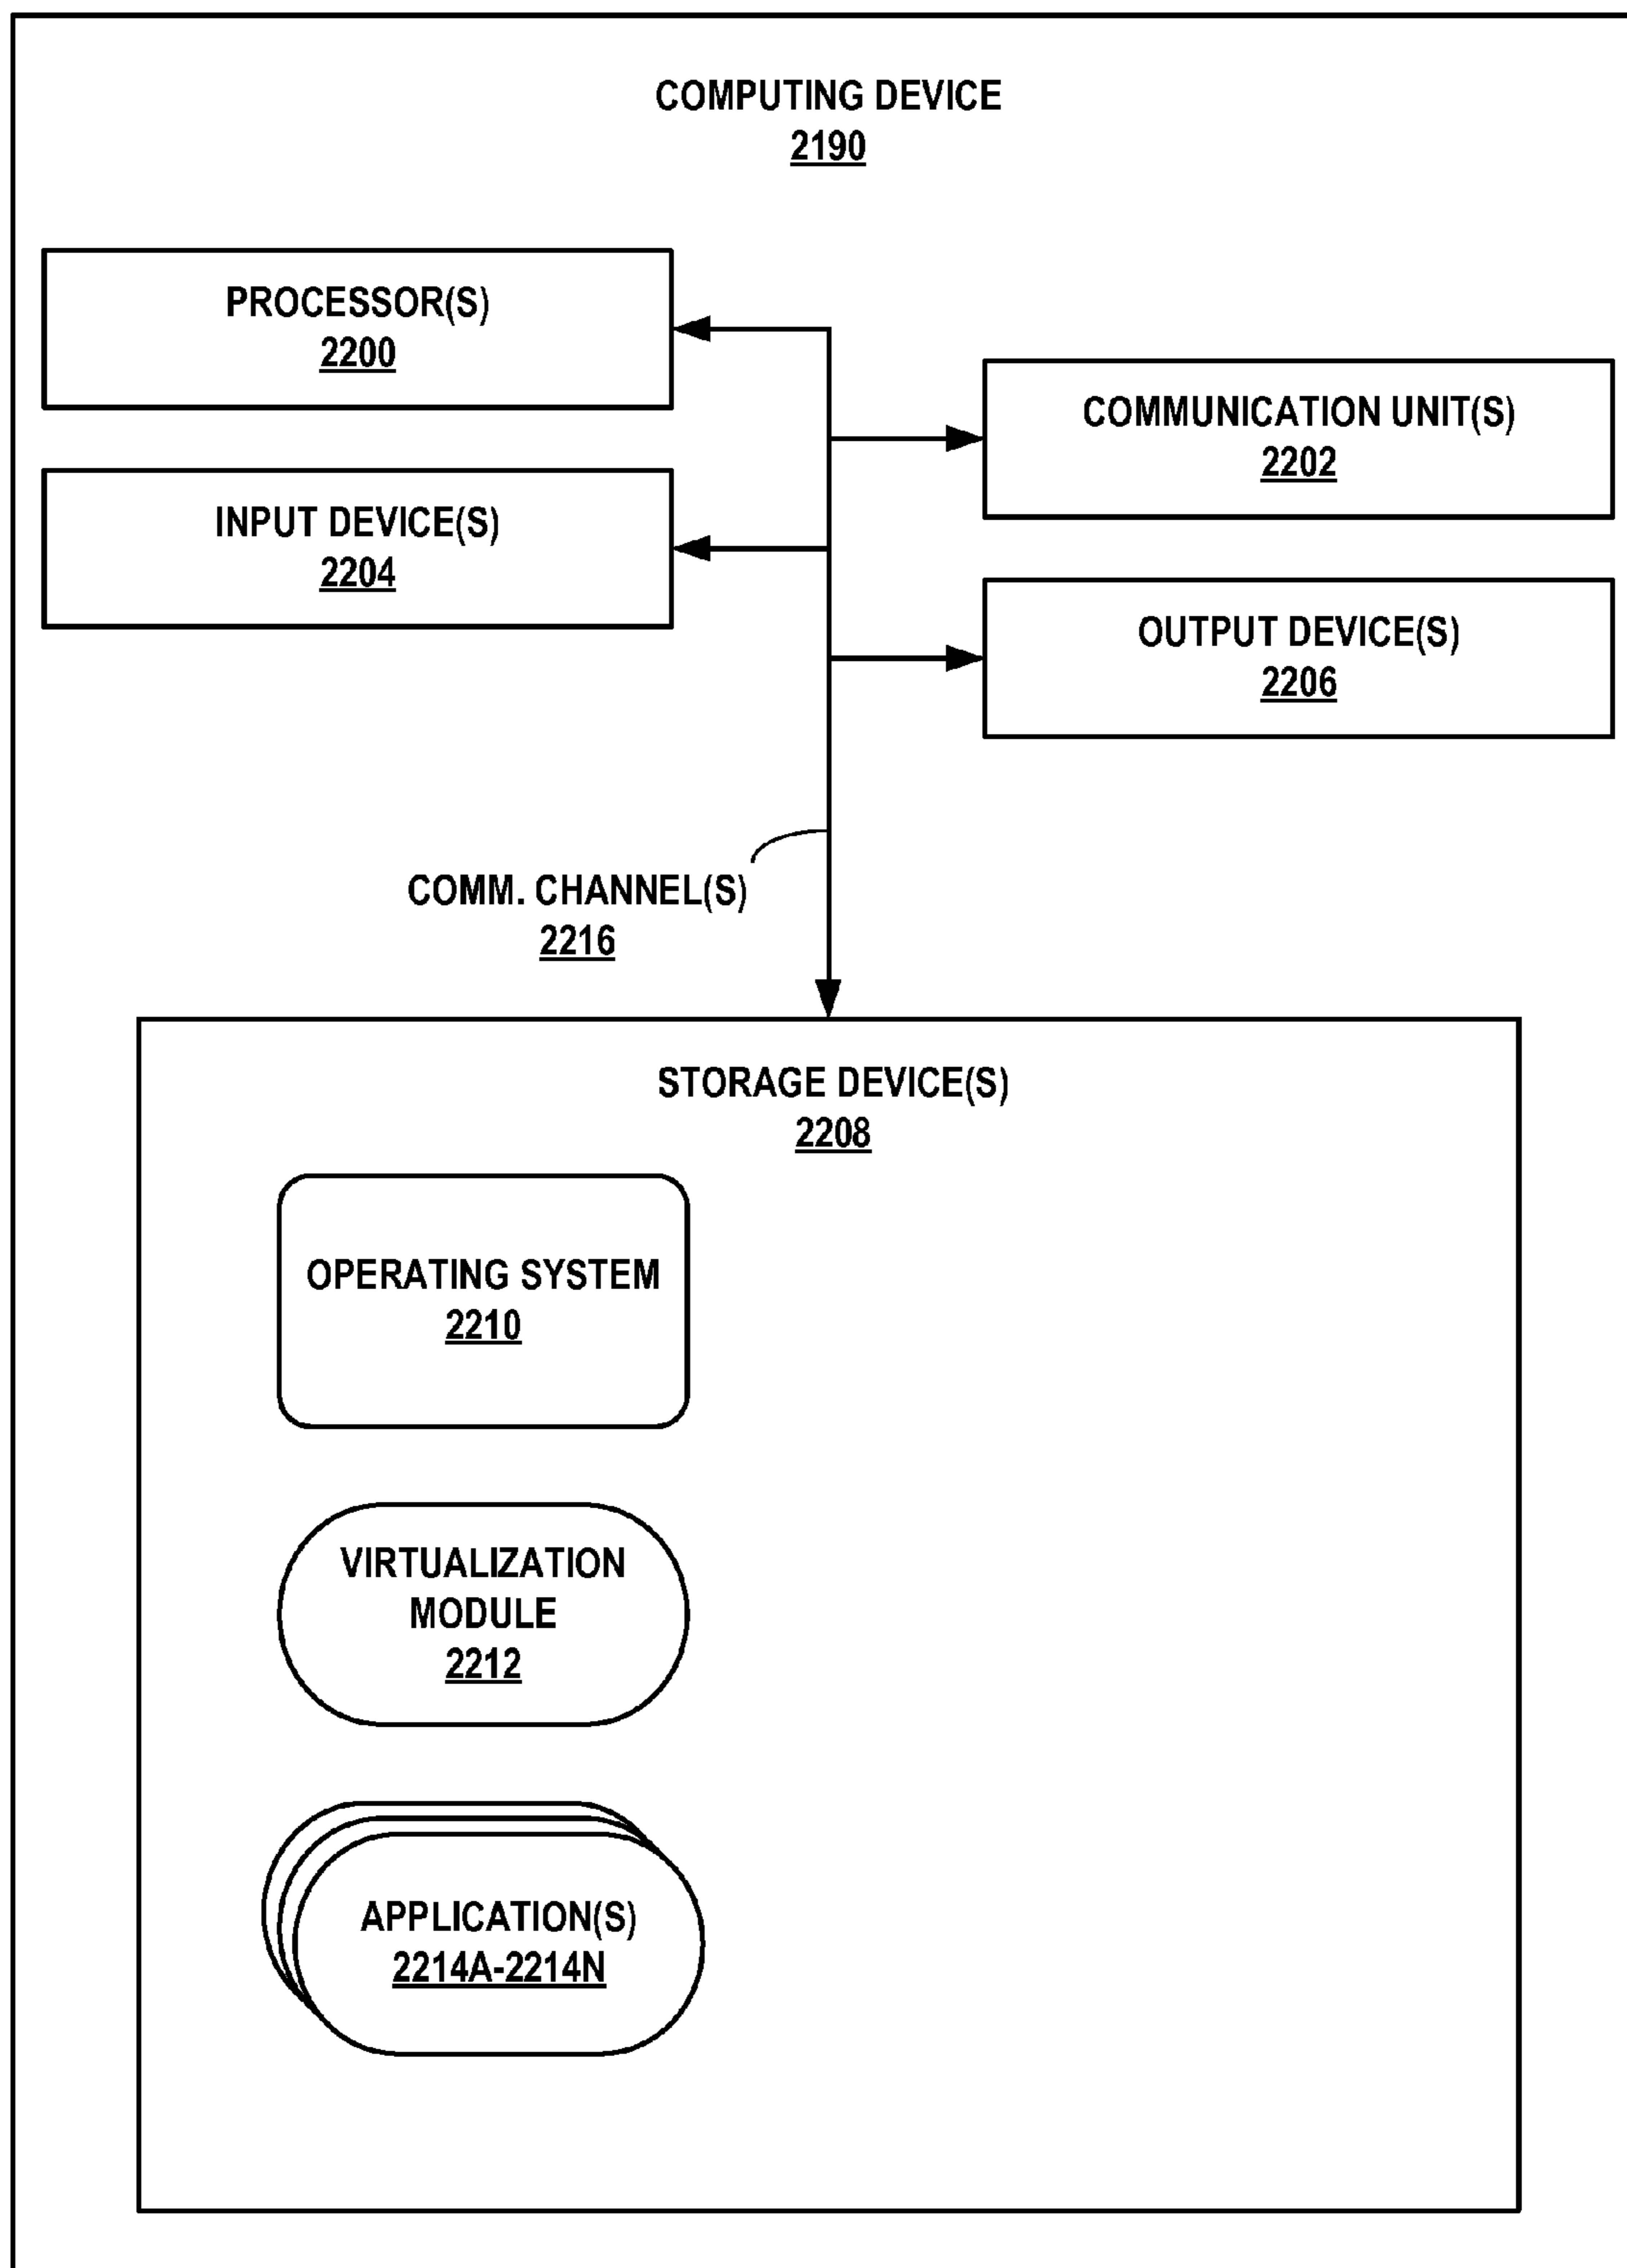 COMPUTING DEVICE
2190
PROCESSOR(S)
2200
COMMUNICATION UNIT(S)
2202
INPUT DEVICE(S)
2204
OUTPUT DEVICE(S)
2206
COMM. CHANNEL(S)
2216
STORAGE DEVICE(S)
2208
OPERATING SYSTEM
2210
VIRTUALIZATION
MODULE
2212
APPLICATION(S)
2214A-2214N